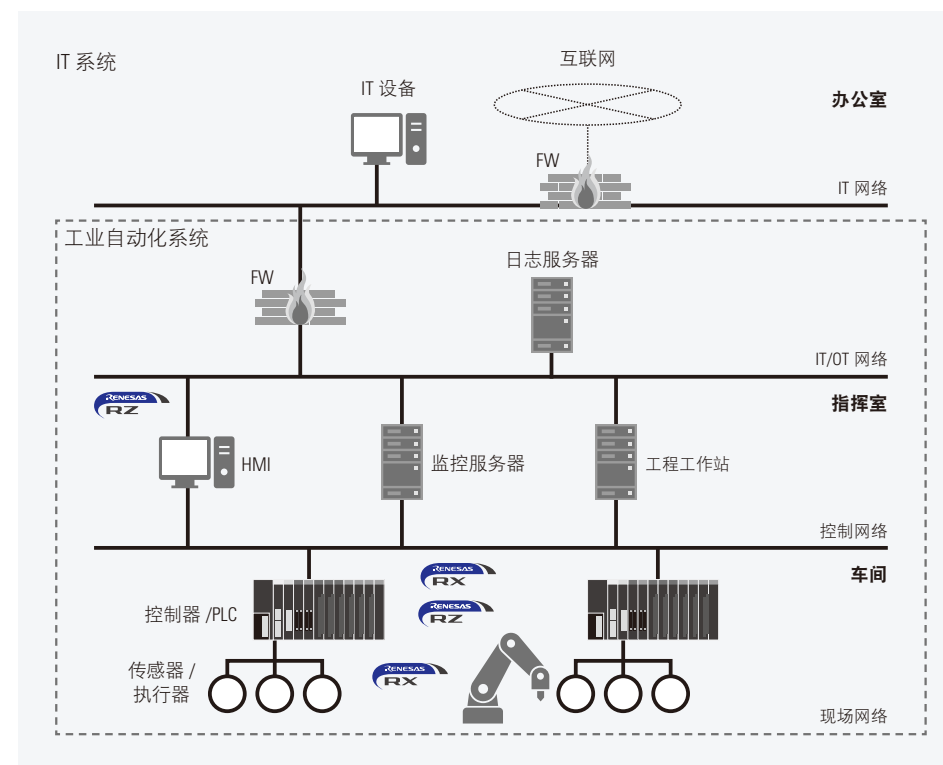 IT 系统
互联网
IT 设备
办公室
FW
IT 网络
工业自动化系统
日志服务器
FW
IT/OT 网络
RENESAS
RZ
指挥室
HMI
监控服务器
工程工作站
控制网络
车间
RENESAS
RX
RENESAS
RZ
控制器 /PLC
传感器 /
执行器
RENESAS
RX
现场网络